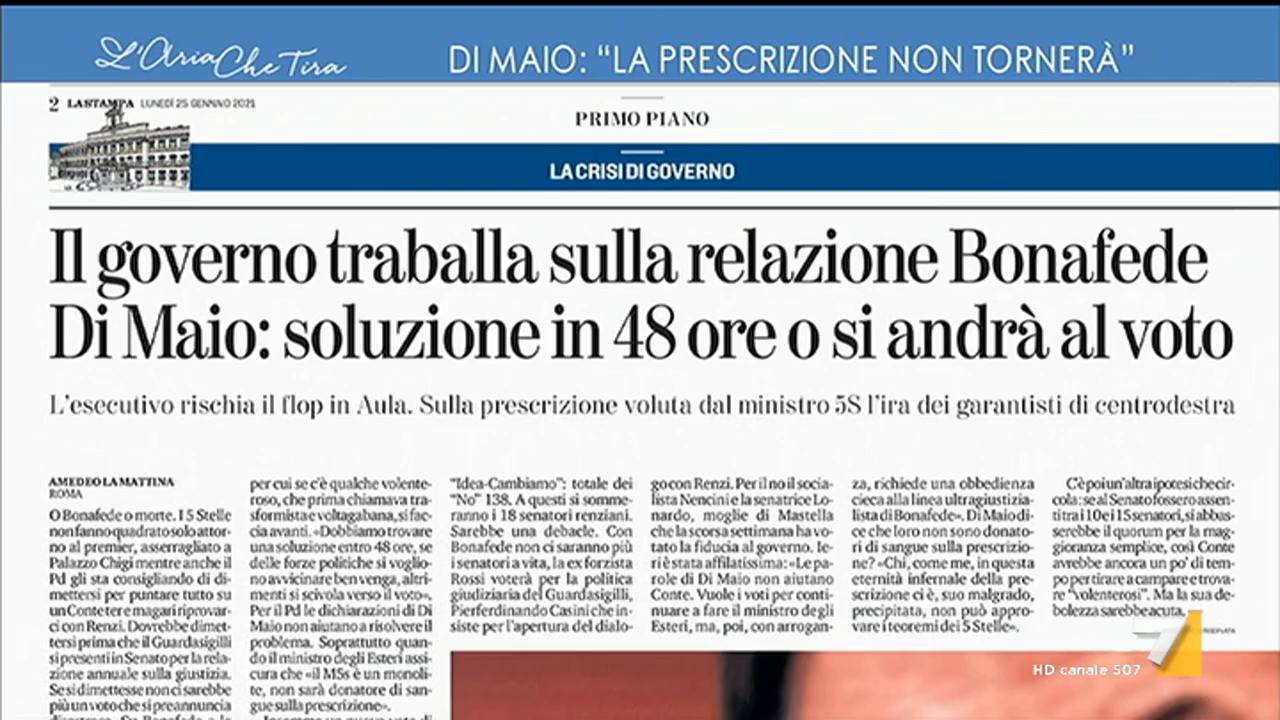 L'Aria Che Tira
DI MAIO: “LA PRESCRIZIONE NON TORNERÀ”
2 LA STAMPA LUNEDÌ 25 GENNAIO 2021
PRIMO PIANO
LA CRISI DI GOVERNO
Il governo traballa sulla relazione Bonafede
Di Maio: soluzione in 48 ore o si andrà al voto
L'esecutivo rischia il flop in Aula. Sulla prescrizione voluta dal ministro 5S l'ira dei garantisti di centrodestra
AMEDEO LA MATTINA
ROMA
O Bonafede o morte. I 5 Stelle
non fanno quadrato solo attor-
no al premier, asserragliato a
Palazzo Chigi mentre anche il
Pd gli sta consigliando di di-
mettersi per puntare tutto su
un Conte ter e magari riprovar-
ci con Renzi. Dovrebbe dimet-
tersi prima che il Guardasigilli
si presenti in Senato per la rela-
zione annuale sulla giustizia.
Se si dimettesse non ci sarebbe
più un voto che si preannuncia
per cui se c'è qualche volente-
roso, che prima chiamava tra-
sformista e voltagabana, si fac-
cia avanti. «Dobbiamo trovare
una soluzione entro 48 ore, se
delle forze politiche si voglio-
no avvicinare ben venga, altri-
menti si scivola verso il voto».
Per il Pd le dichiarazioni di Di
Maio non aiutano a risolvere il
problema. Soprattutto quan-
do il ministro degli Esteri assi-
cura che «il M5s è un monoli-
te, non sarà donatore di san-
gue sulla prescrizione».
“Idea-Cambiamo”: totale dei
“No” 138. A questi si somme-
ranno i 18 senatori renziani.
Sarebbe una debacle. Con
Bonafede non ci saranno più
i senatori a vita, la ex forzista
Rossi voterà per la politica
giudiziaria del Guardasigilli,
Pierferdinando Casini che in-
siste per l'apertura del dialo-
go con Renzi. Per il no il socia-
lista Nencini e la senatrice Lo-
nardo, moglie di Mastella
che la scorsa settimana ha vo-
tato la fiducia al governo. Ie-
ri è stata affilatissima: «Le pa-
role di Di Maio non aiutano
Conte. Vuole i voti per conti-
nuare a fare il ministro degli
Esteri, ma, poi, con arrogan-
za, richiede una obbedienza
cieca alla linea ultragiustizia-
lista di Bonafede». Di Maio di-
ce che loro non sono donato-
ri di sangue sulla prescrizio-
ne? «Chi, come me, in questa
eternità infernale della pre-
scrizione ci è, suo malgrado,
precipitata, non può appro-
vare i teoremi dei 5 Stelle».
C'è poi un'altra ipotesi che cir-
cola: se al Senato fossero assen-
ti tra i 10 e i 15 senatori, si abbas-
serebbe il quorum per la mag-
gioranza semplice, così Conte
avrebbe ancora un po' di tem-
po per tirare a campare e trova-
re “volenterosi”. Ma la sua de-
bolezza sarebbe acuta.
7
HD canale 507